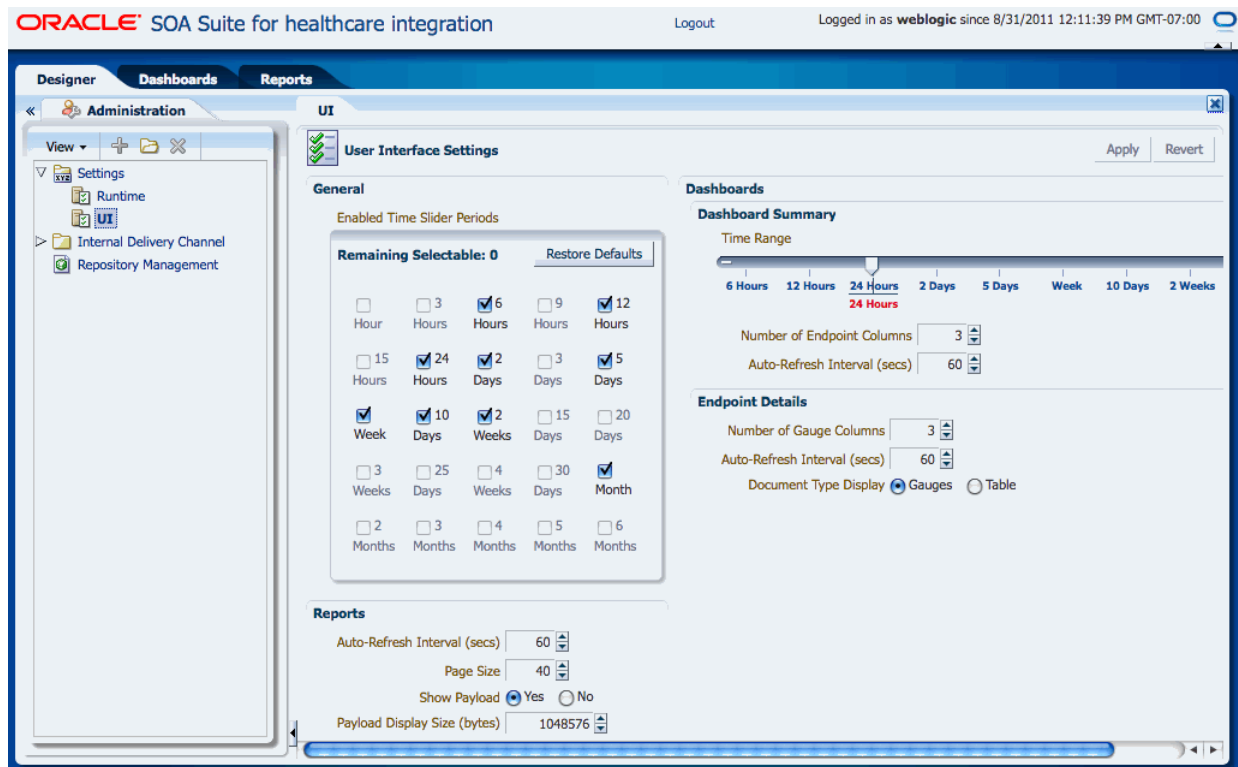 ORACLE SOA Suite for healthcare integration
Logout
Logged in as weblogic since 8/31/2011 12:11:39 PM GMT-07:00
Designer
Dashboards
Reports
« Administration
View
XYZ
Settings
Runtime
UI
Internal Delivery Channel
Repository Management
UI
User Interface Settings
Apply
Revert
General
Enabled Time Slider Periods
Remaining Selectable: 0
Restore Defaults
Hour
3 Hours
6 Hours
9 Hours
12 Hours
15 Hours
24 Hours
2 Days
3 Days
5 Days
Week
10 Days
2 Weeks
15 Days
20 Days
3 Weeks
25 Days
4 Weeks
30 Days
Month
2 Months
3 Months
4 Months
5 Months
6 Months
Reports
Auto-Refresh Interval (secs) 60
Page Size 40
Show Payload Yes No
Payload Display Size (bytes) 1048576
Dashboards
Dashboard Summary
Time Range
6 Hours 12 Hours 24 Hours 2 Days 5 Days Week 10 Days 2 Weeks
24 Hours
Number of Endpoint Columns 3
Auto-Refresh Interval (secs) 60
Endpoint Details
Number of Gauge Columns 3
Auto-Refresh Interval (secs) 60
Document Type Display Gauges Table